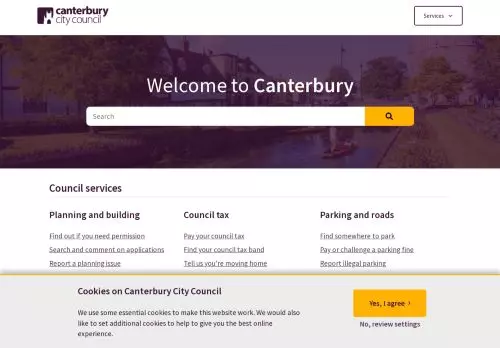 canterbury
city council
Services
Welcome to Canterbury
Search
Council services
Planning and building
Council tax
Parking and roads
Find out if you need permission
Pay your council tax
Find somewhere to park
Search and comment on applications
Find your council tax band
Pay or challenge a parking fine
Report a planning issue
Tell us you're moving home
Report illegal parking
Cookies on Canterbury City Council
We use some essential cookies to make this website work. We would also
like to set additional cookies to help to give you the best online
experience.
Yes, I agree ›
No, review settings